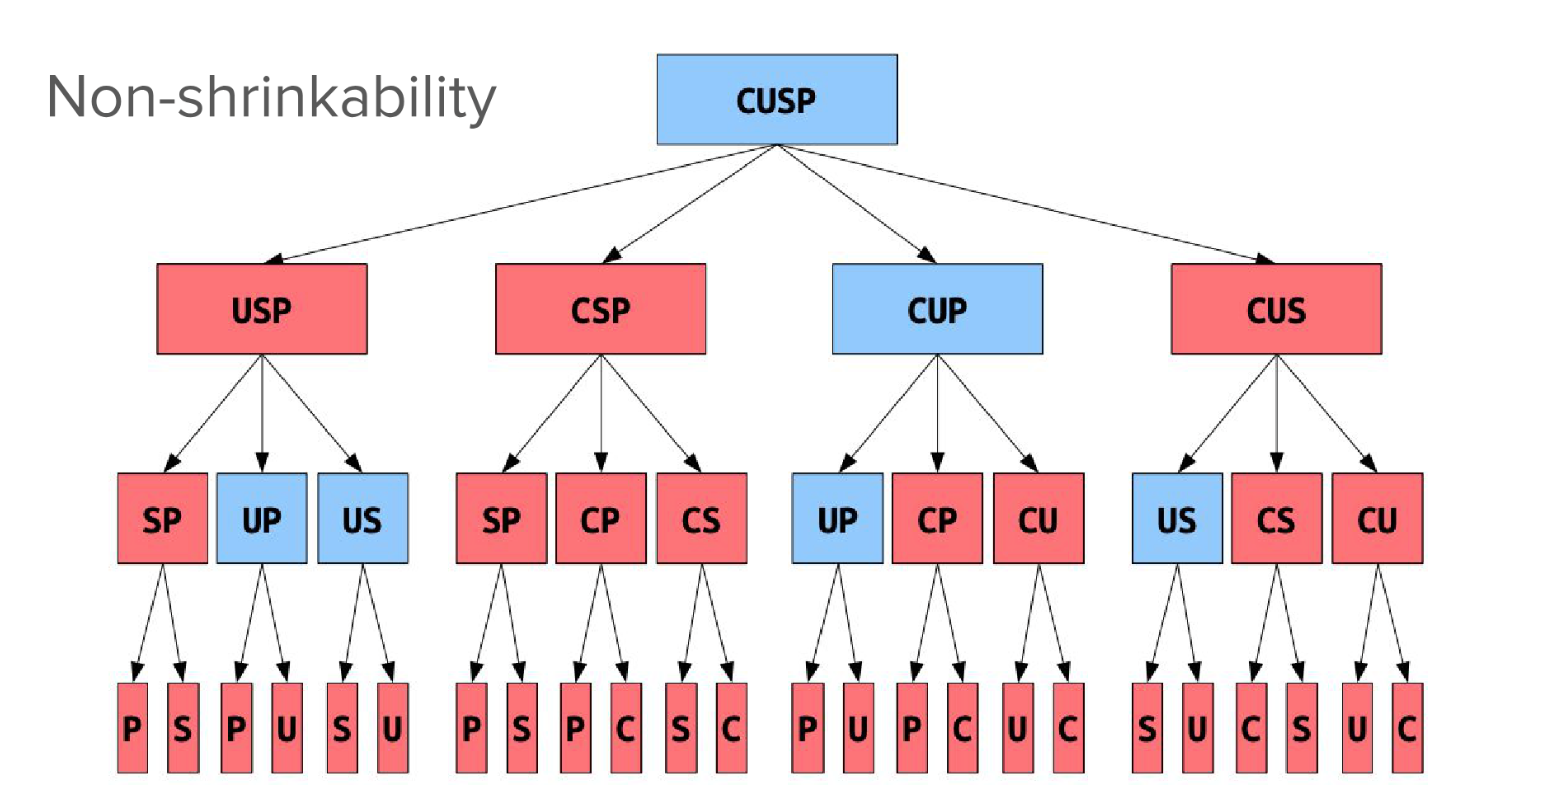 Non-shrinkability
CUSP
USP CSP CUP CUS
SP UP US SP CP CS UP CP CU US CS CU
P S P U S U P S P C S C P U P C U C S U C S U C